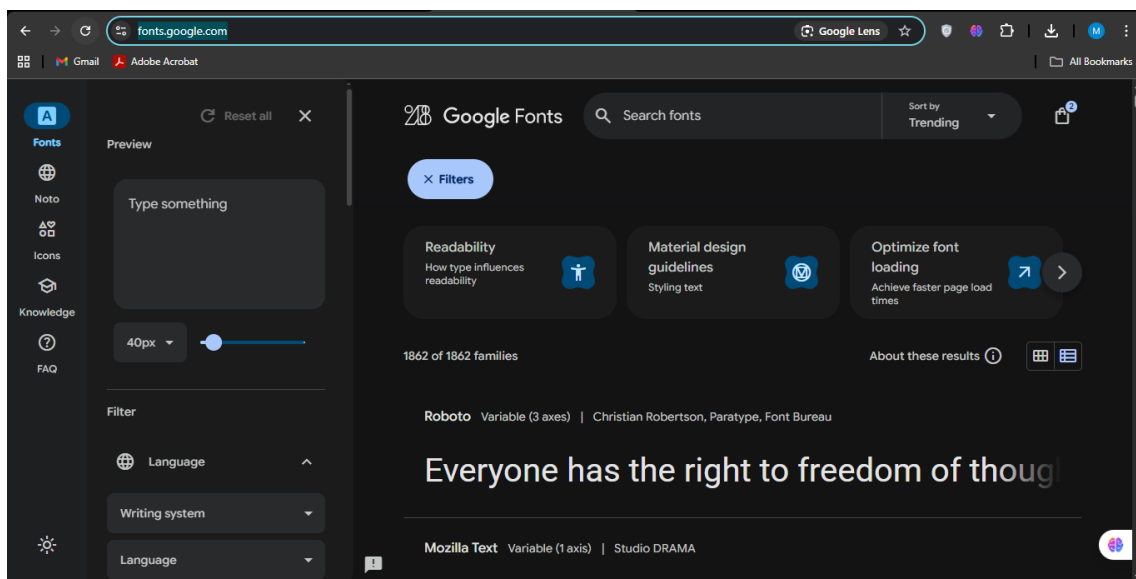 fonts.google.com
Google Lens
M
Gmail
Adobe Acrobat
All Bookmarks
Fonts
Noto
Icons
Knowledge
FAQ
Reset all
Preview
Type something
40px
Filter
Language
Writing system
Language
Google Fonts
Search fonts
Sort by
Trending
2
Filters
Readability
How type influences
readability
Material design
guidelines
Styling text
Optimize font
loading
Achieve faster page load
times
1862 of 1862 families
About these results
Roboto Variable (3 axes) | Christian Robertson, Paratype, Font Bureau
Everyone has the right to freedom of thoug
Mozilla Text Variable (1 axis) | Studio DRAMA